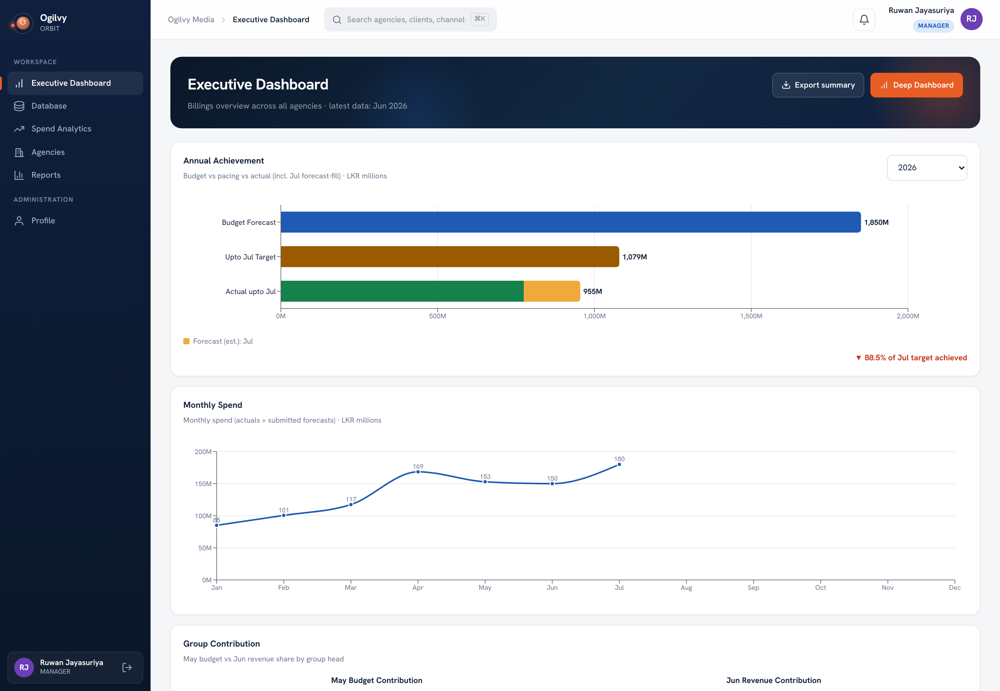 Ogilvy
ORBIT
WORKSPACE
Executive Dashboard
Database
Spend Analytics
Agencies
Reports
ADMINISTRATION
Profile
RJ
Ruwan Jayasuriya
MANAGER
Ogilvy Media
Executive Dashboard
Search agencies, clients, channel
⌘K
Ruwan Jayasuriya
MANAGER
RJ
Executive Dashboard
Billings overview across all agencies · latest data: Jun 2026
Export summary
Deep Dashboard
Annual Achievement
Budget vs pacing vs actual (incl. Jul forecast-fill) · LKR millions
2026
Budget Forecast
1,850M
Upto Jul Target
1,079M
Actual upto Jul
955M
0M
500M
1,000M
1,500M
2,000M
Forecast (est.): Jul
▼ 88.5% of Jul target achieved
Monthly Spend
Monthly spend (actuals + submitted forecasts) · LKR millions
200M
150M
100M
50M
0M
85
101
117
169
153
150
180
Jan
Feb
Mar
Apr
May
Jun
Jul
Aug
Sep
Oct
Nov
Dec
Group Contribution
May budget vs Jun revenue share by group head
May Budget Contribution
Jun Revenue Contribution